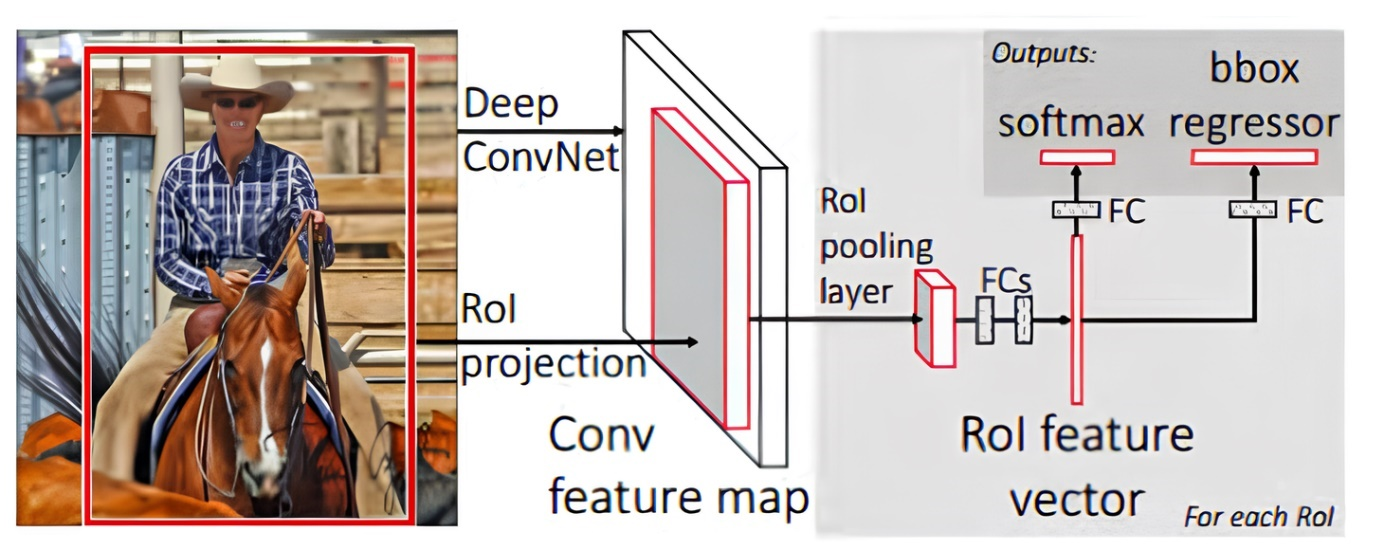 Deep
ConvNet
RoI
projection
Conv
feature map
RoI
pooling
layer
FCs
Outputs:
softmax
bbox
regressor
FC
FC
RoI feature
vector
For each RoI